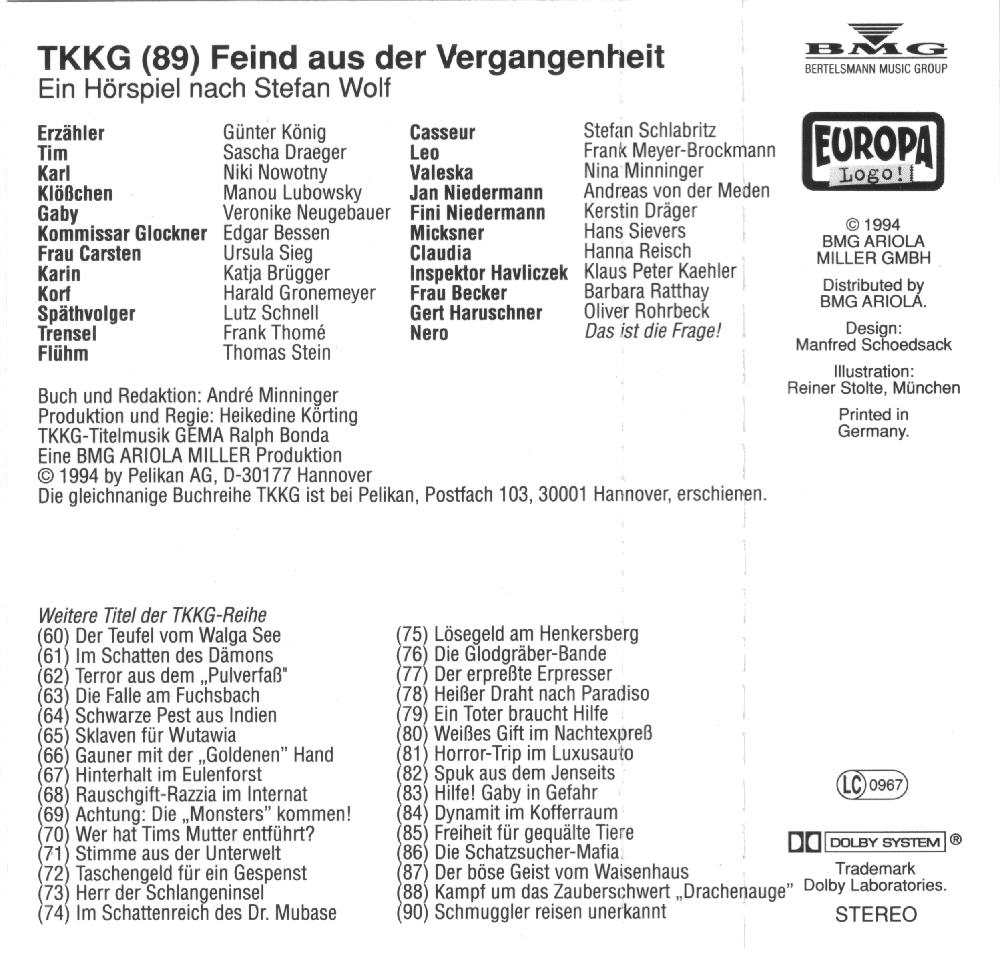 TKKG (89) Feind aus der Vergangenheit
Ein Hörspiel nach Stefan Wolf
Erzähler Günter König
Tim Sascha Draeger
Karl Niki Nowotny
Klößchen Manou Lubowsky
Gaby Veronike Neugebauer
Kommissar Glockner Edgar Bessen
Frau Carsten Ursula Sieg
Karin Katja Brügger
Korf Harald Gronemeyer
Späthvolger Lutz Schnell
Trensel Frank Thomé
Flühm Thomas Stein
Casseur Stefan Schlabritz
Leo Frank Meyer-Brockmann
Valeska Nina Minninger
Jan Niedermann Andreas von der Meden
Fini Niedermann Kerstin Dräger
Micksner Hans Sievers
Claudia Hanna Reisch
Inspektor Havliczek Klaus Peter Kaehler
Frau Becker Barbara Ratthay
Gert Haruschner Oliver Rohrbeck
Nero Das ist die Frage!
Buch und Redaktion: André Minninger
Produktion und Regie: Heikedine Körting
TKKG-Titelmusik GEMA Ralph Bonda
Eine BMG ARIOLA MILLER Produktion
© 1994 by Pelikan AG, D-30177 Hannover
Die gleichnanige Buchreihe TKKG ist bei Pelikan, Postfach 103, 30001 Hannover, erschienen.
Weitere Titel der TKKG-Reihe
(60) Der Teufel vom Walga See
(61) Im Schatten des Dämons
(62) Terror aus dem „Pulverfaß"
(63) Die Falle am Fuchsbach
(64) Schwarze Pest aus Indien
(65) Sklaven für Wutawia
(66) Gauner mit der „Goldenen” Hand
(67) Hinterhalt im Eulenforst
(68) Rauschgift-Razzia im Internat
(69) Achtung: Die „Monsters” kommen!
(70) Wer hat Tims Mutter entführt?
(71) Stimme aus der Unterwelt
(72) Taschengeld für ein Gespenst
(73) Herr der Schlangeninsel
(74) Im Schattenreich des Dr. Mubase
(75) Lösegeld am Henkersberg
(76) Die Glodgräber-Bande
(77) Der erpreßte Erpresser
(78) Heißer Draht nach Paradiso
(79) Ein Toter braucht Hilfe
(80) Weißes Gift im Nachtexpreß
(81) Horror-Trip im Luxusauto
(82) Spuk aus dem Jenseits
(83) Hilfe! Gaby in Gefahr
(84) Dynamit im Kofferraum
(85) Freiheit für gequälte Tiere
(86) Die Schatzsucher-Mafia
(87) Der böse Geist vom Waisenhaus
(88) Kampf um das Zauberschwert „Drachenauge”
(90) Schmuggler reisen unerkannt
BMG
BERTELSMANN MUSIC GROUP
EUROPA
Logo!
© 1994
BMG ARIOLA
MILLER GMBH
Distributed by
BMG ARIOLA.
Design:
Manfred Schoedsack
Illustration:
Reiner Stolte, München
Printed in
Germany.
LC 0967
DOLBY SYSTEM ®
Trademark
Dolby Laboratories.
STEREO